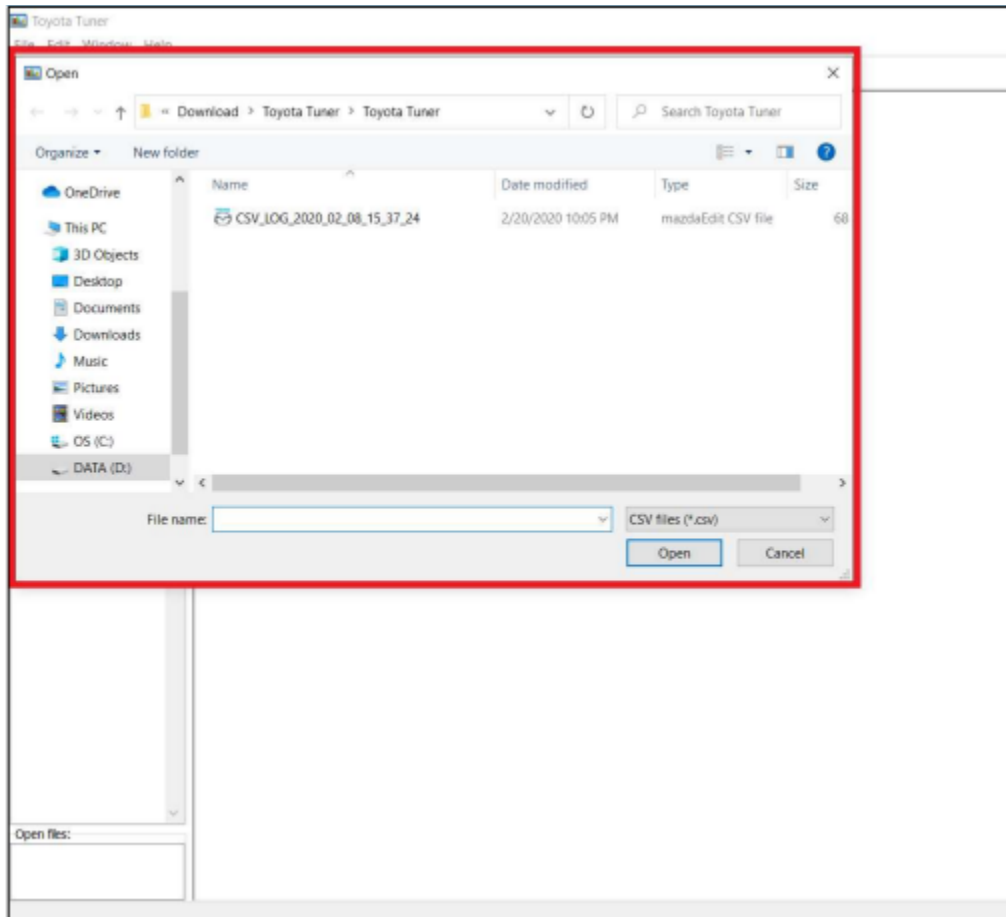 Toyota Tuner
File Edit Window Help
Open
« Download > Toyota Tuner > Toyota Tuner
Search Toyota Tuner
Organize
New folder
Name Date modified Type Size
CSV_LOG_2020_02_08_15_37_24 2/20/2020 10:05 PM mazdaEdit CSV file 68
OneDrive
This PC
3D Objects
Desktop
Documents
Downloads
Music
Pictures
Videos
OS (C:)
DATA (D:)
File name:
CSV files (*.csv)
Open Cancel
Open files: